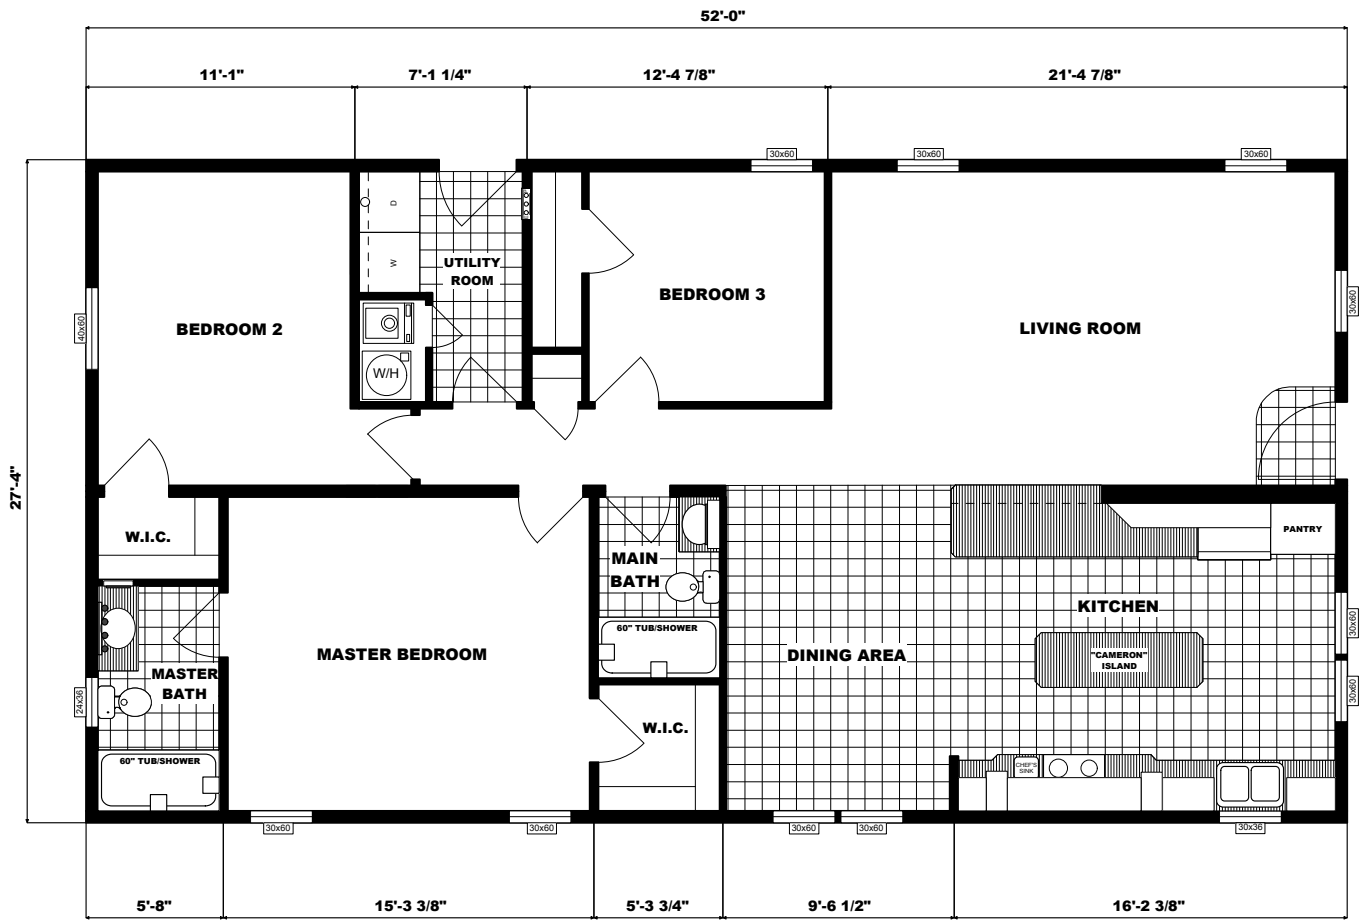 52'-0"
11'-1"
7'-1 1/4"
12'-4 7/8"
21'-4 7/8"
30x60
30x60
30x60
D
W
UTILITY
ROOM
BEDROOM 3
BEDROOM 2
LIVING ROOM
40x60
30x60
W/H
27'-4"
W.I.C.
PANTRY
MAIN
BATH
KITCHEN
30x60
60" TUB/SHOWER
MASTER BEDROOM
DINING AREA
"CAMERON"
ISLAND
MASTER
BATH
24x36
30x60
W.I.C.
60" TUB/SHOWER
CHEF'S
SINK
30x60
30x60
30x60
30x60
30x36
5'-8"
15'-3 3/8"
5'-3 3/4"
9'-6 1/2"
16'-2 3/8"